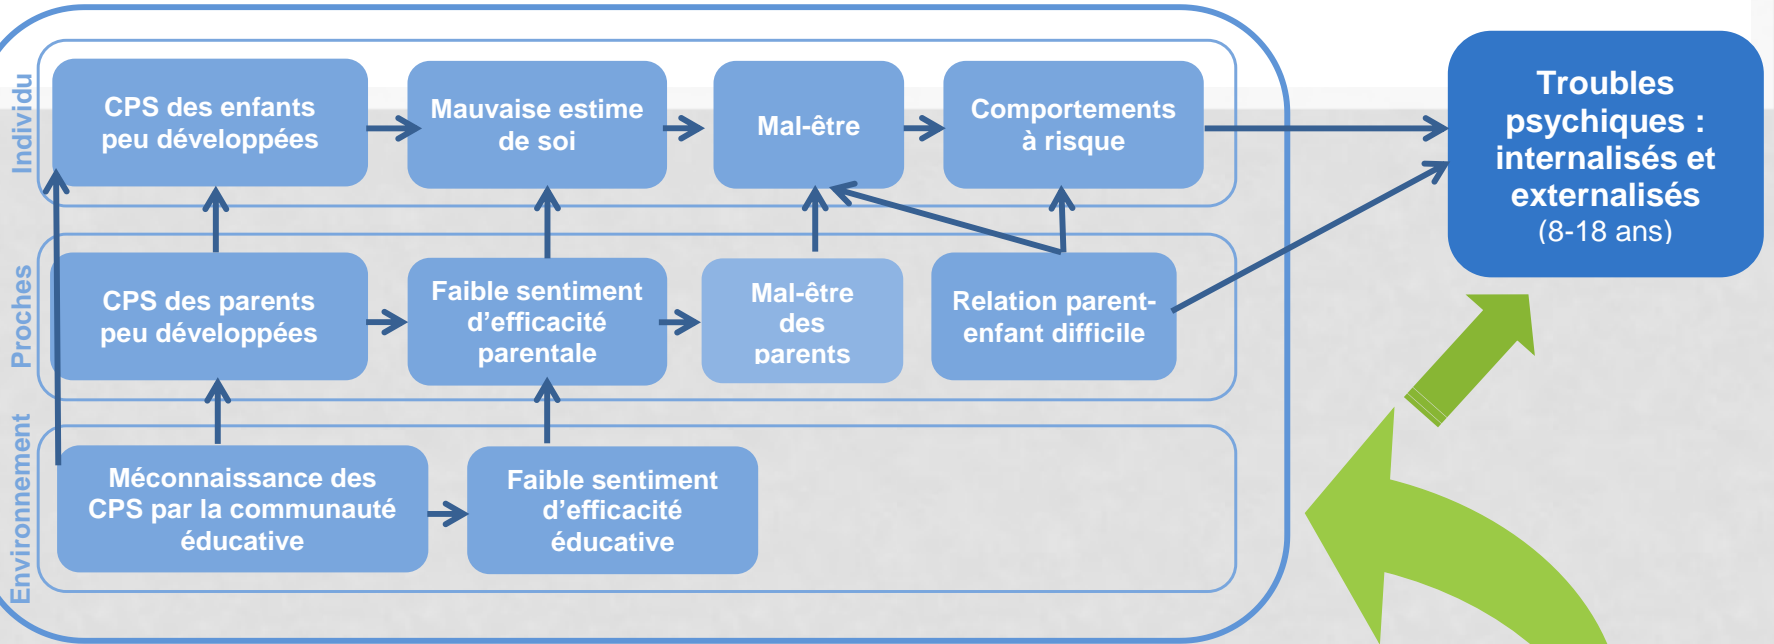 Individu
CPS des enfants
peu développées
Mauvaise estime
de soi
Mal-être
Comportements
à risque
Troubles
psychiques :
internalisés et
externalisés
(8-18 ans)
Proches
CPS des parents
peu développées
Faible sentiment
d’efficacité
parentale
Mal-être
des
parents
Relation parent-
enfant difficile
Environnement
Méconnaissance des
CPS par la communauté
éducative
Faible sentiment
d’efficacité
éducative